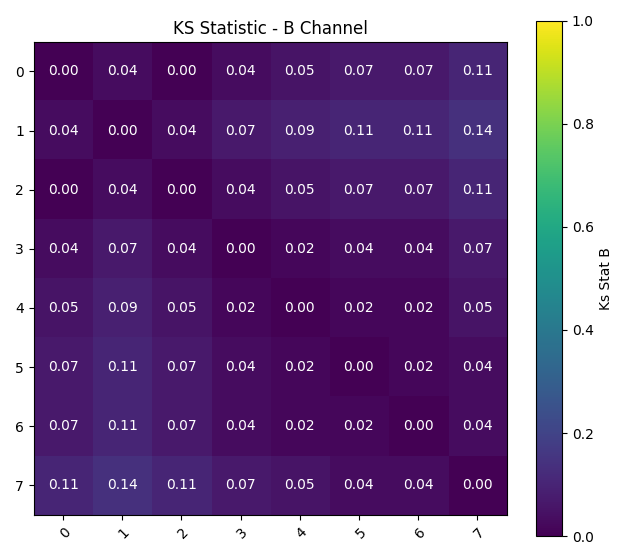 KS Statistic - B Channel
0 0.00 0.04 0.00 0.04 0.05 0.07 0.07 0.11
1 0.04 0.00 0.04 0.07 0.09 0.11 0.11 0.14
2 0.00 0.04 0.00 0.04 0.05 0.07 0.07 0.11
3 0.04 0.07 0.04 0.00 0.02 0.04 0.04 0.07
4 0.05 0.09 0.05 0.02 0.00 0.02 0.02 0.05
5 0.07 0.11 0.07 0.04 0.02 0.00 0.02 0.04
6 0.07 0.11 0.07 0.04 0.02 0.02 0.00 0.04
7 0.11 0.14 0.11 0.07 0.05 0.04 0.04 0.00
0 1 2 3 4 5 6 7
1.0
0.8
0.6
0.4
0.2
0.0
Ks Stat B